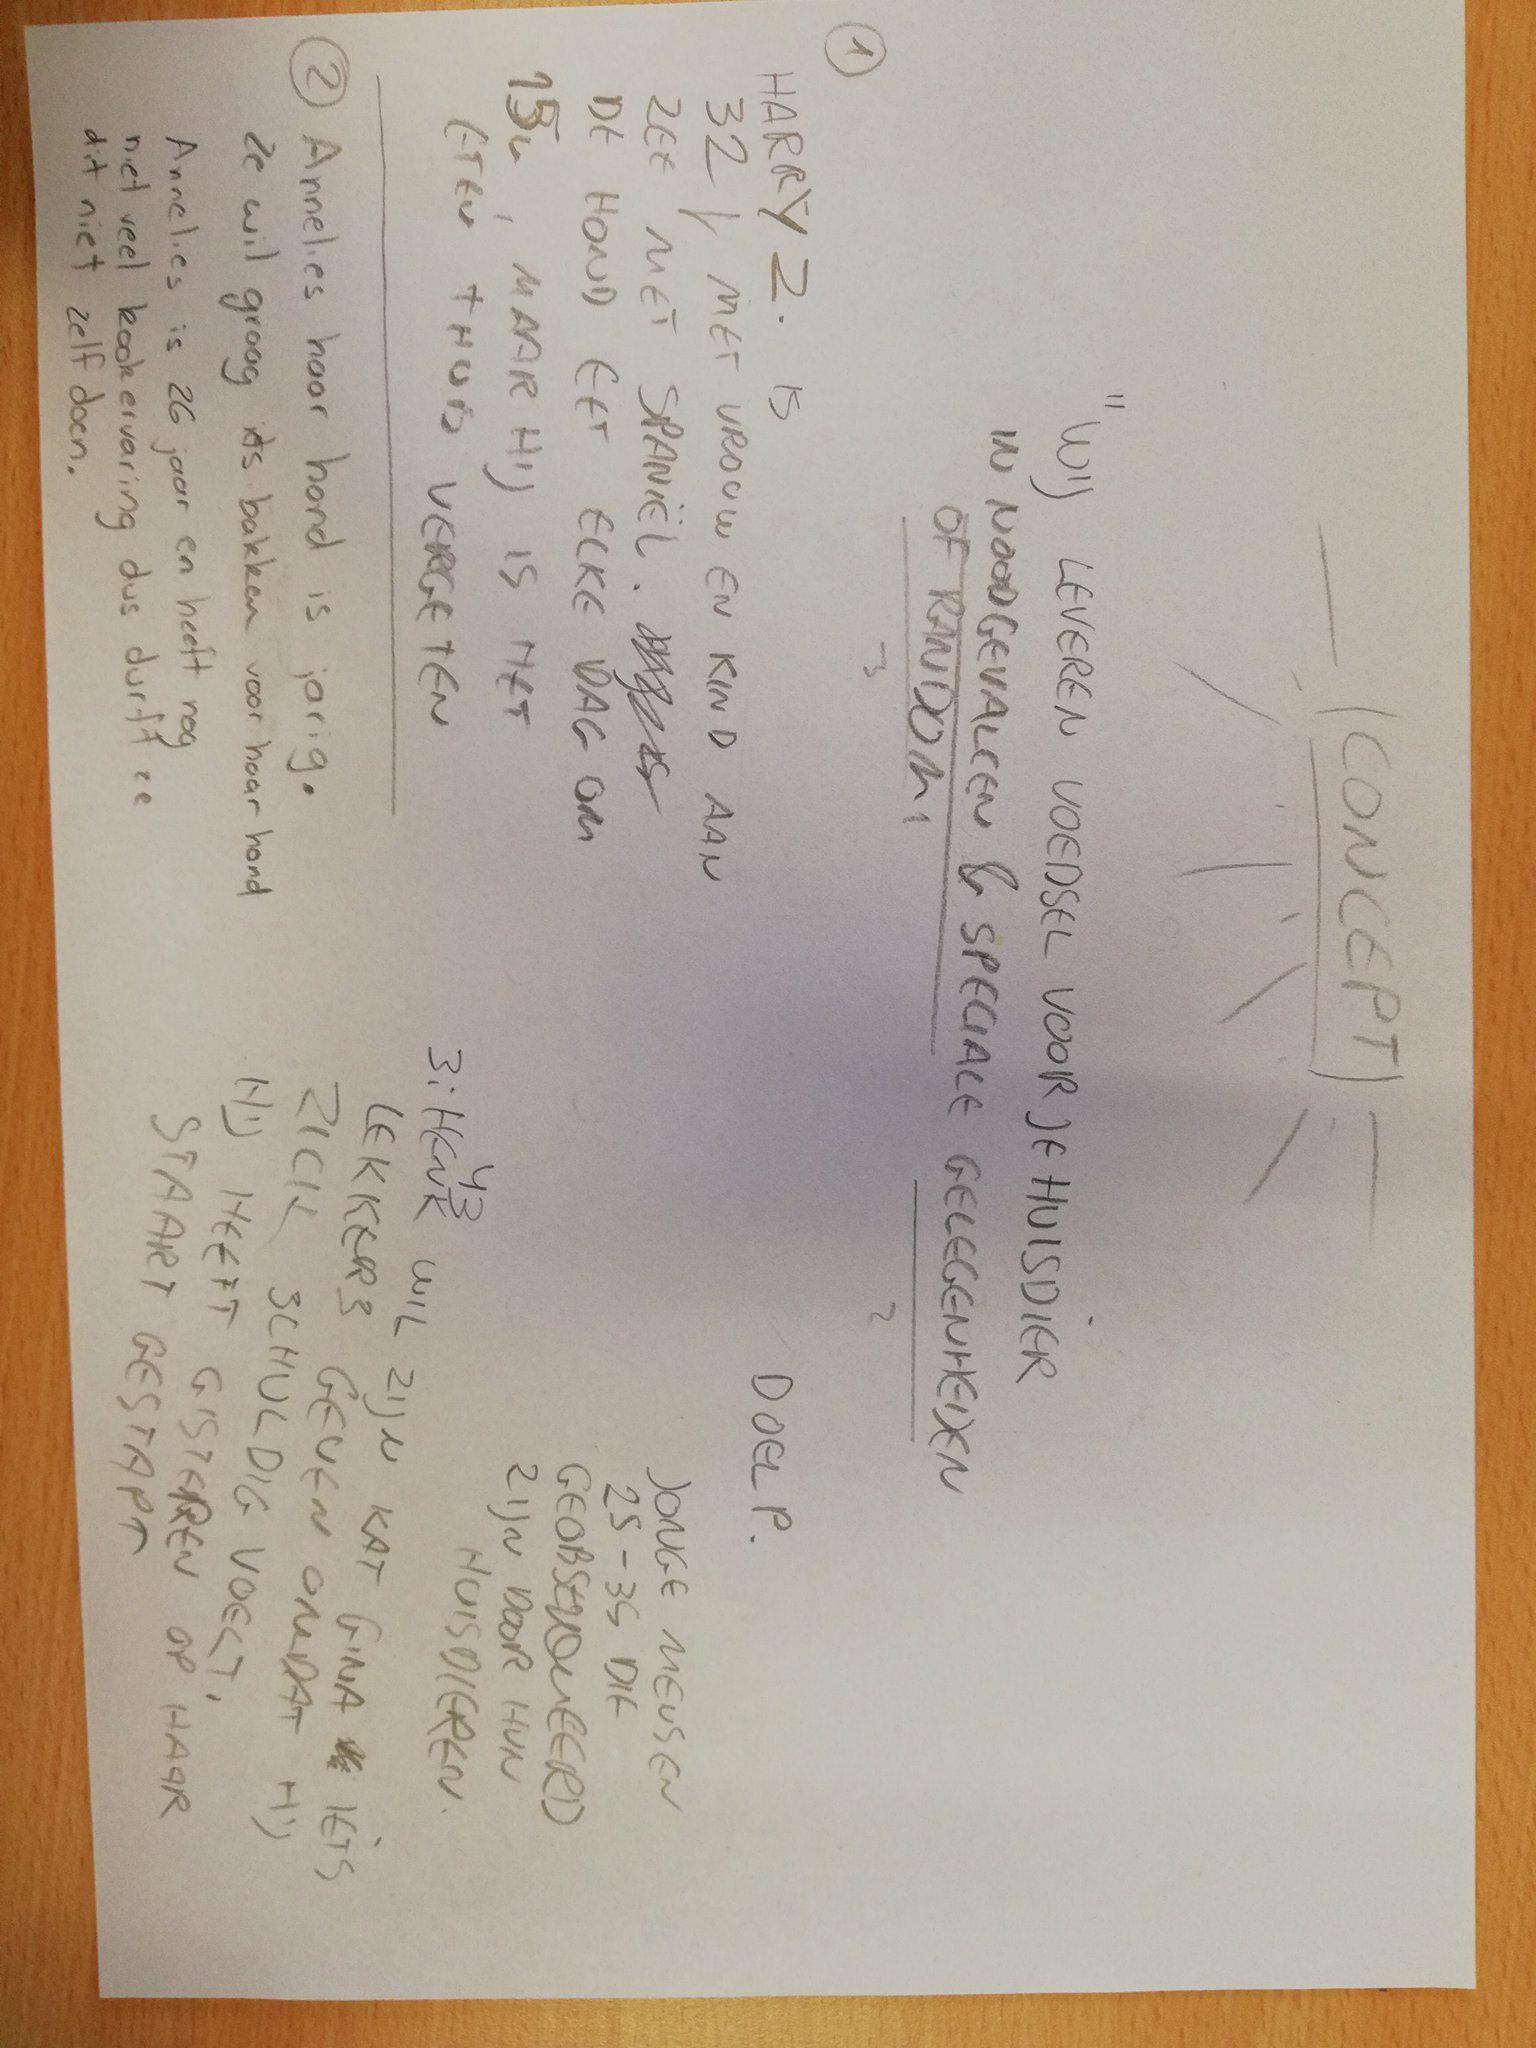 (CONCEPT)
"WIJ LEVEREN VOEDSEL VOOR JE HUISDIER
IN NOODGEVALLEN & SPECIALE GELEGENHEIDEN
OF RANDOM
3
2
1
HARRY Z. IS
32 j MET VROUW EN KIND AAN
ZEE MET SPANIËL.
DE HOND EET ELKE DAG OM
15u, MAAR HIJ IS HET
ETEN THUIS VERGETEN
2 Annelies haar hond is jarig.
Ze wil graag iets bakken voor haar hond
Annelies is 26 jaar en heeft nog
niet veel kookervaring dus durft ze
dit niet zelf doen.
DOELP.
JONGE MENSEN
25-35 DIE
ZIJN DOOR HUN
HUISDIEREN.
43
3: HENK WIL ZIJN KAT GINA IETS
LEKKERS GEVEN OMDAT HIJ
ZICH SCHULDIG VOELT.
HIJ HEEFT GISTEREN OP HAAR
STAART GESTAPT